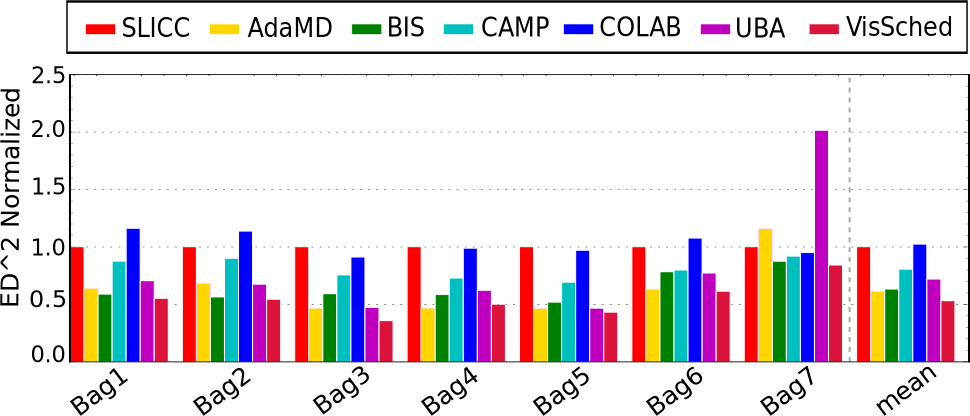 SLICC AdaMD BIS CAMP COLAB UBA VisSched
ED^2 Normalized
2.5
2.0
1.5
1.0
0.5
0.0
Bag1 Bag2 Bag3 Bag4 Bag5 Bag6 Bag7 mean